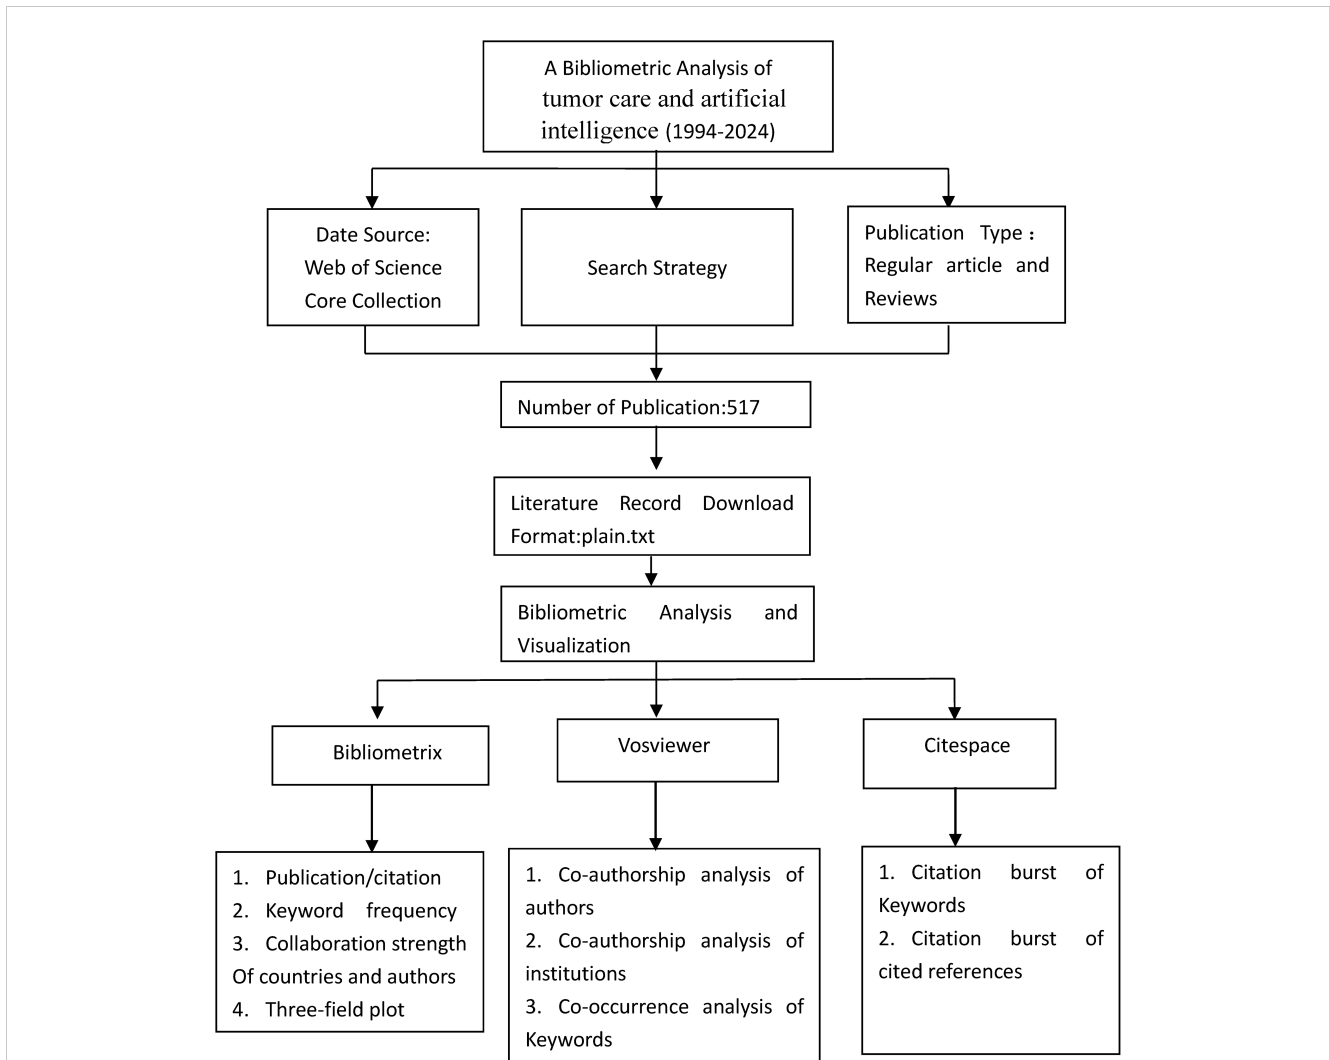 A Bibliometric Analysis of
tumor care and artificial
intelligence (1994-2024)
Date Source:
Web of Science
Core Collection
Search Strategy
Publication Type：
Regular article and
Reviews
Number of Publication:517
Literature Record Download
Format:plain.txt
Bibliometric Analysis and
Visualization
Bibliometrix
Vosviewer
Citespace
1. Publication/citation
2. Keyword frequency
3. Collaboration strength
Of countries and authors
4. Three-field plot
1. Co-authorship analysis of
authors
2. Co-authorship analysis of
institutions
3. Co-occurrence analysis of
Keywords
1. Citation burst of
Keywords
2. Citation burst of
cited references